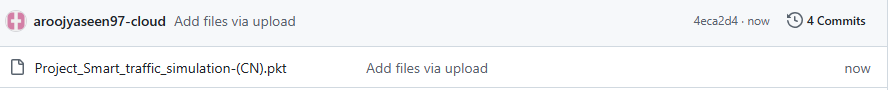 aroojyaseen97-cloud Add files via upload 4eca2d4 · now 4 Commits
Project_Smart_traffic_simulation-(CN).pkt Add files via upload now